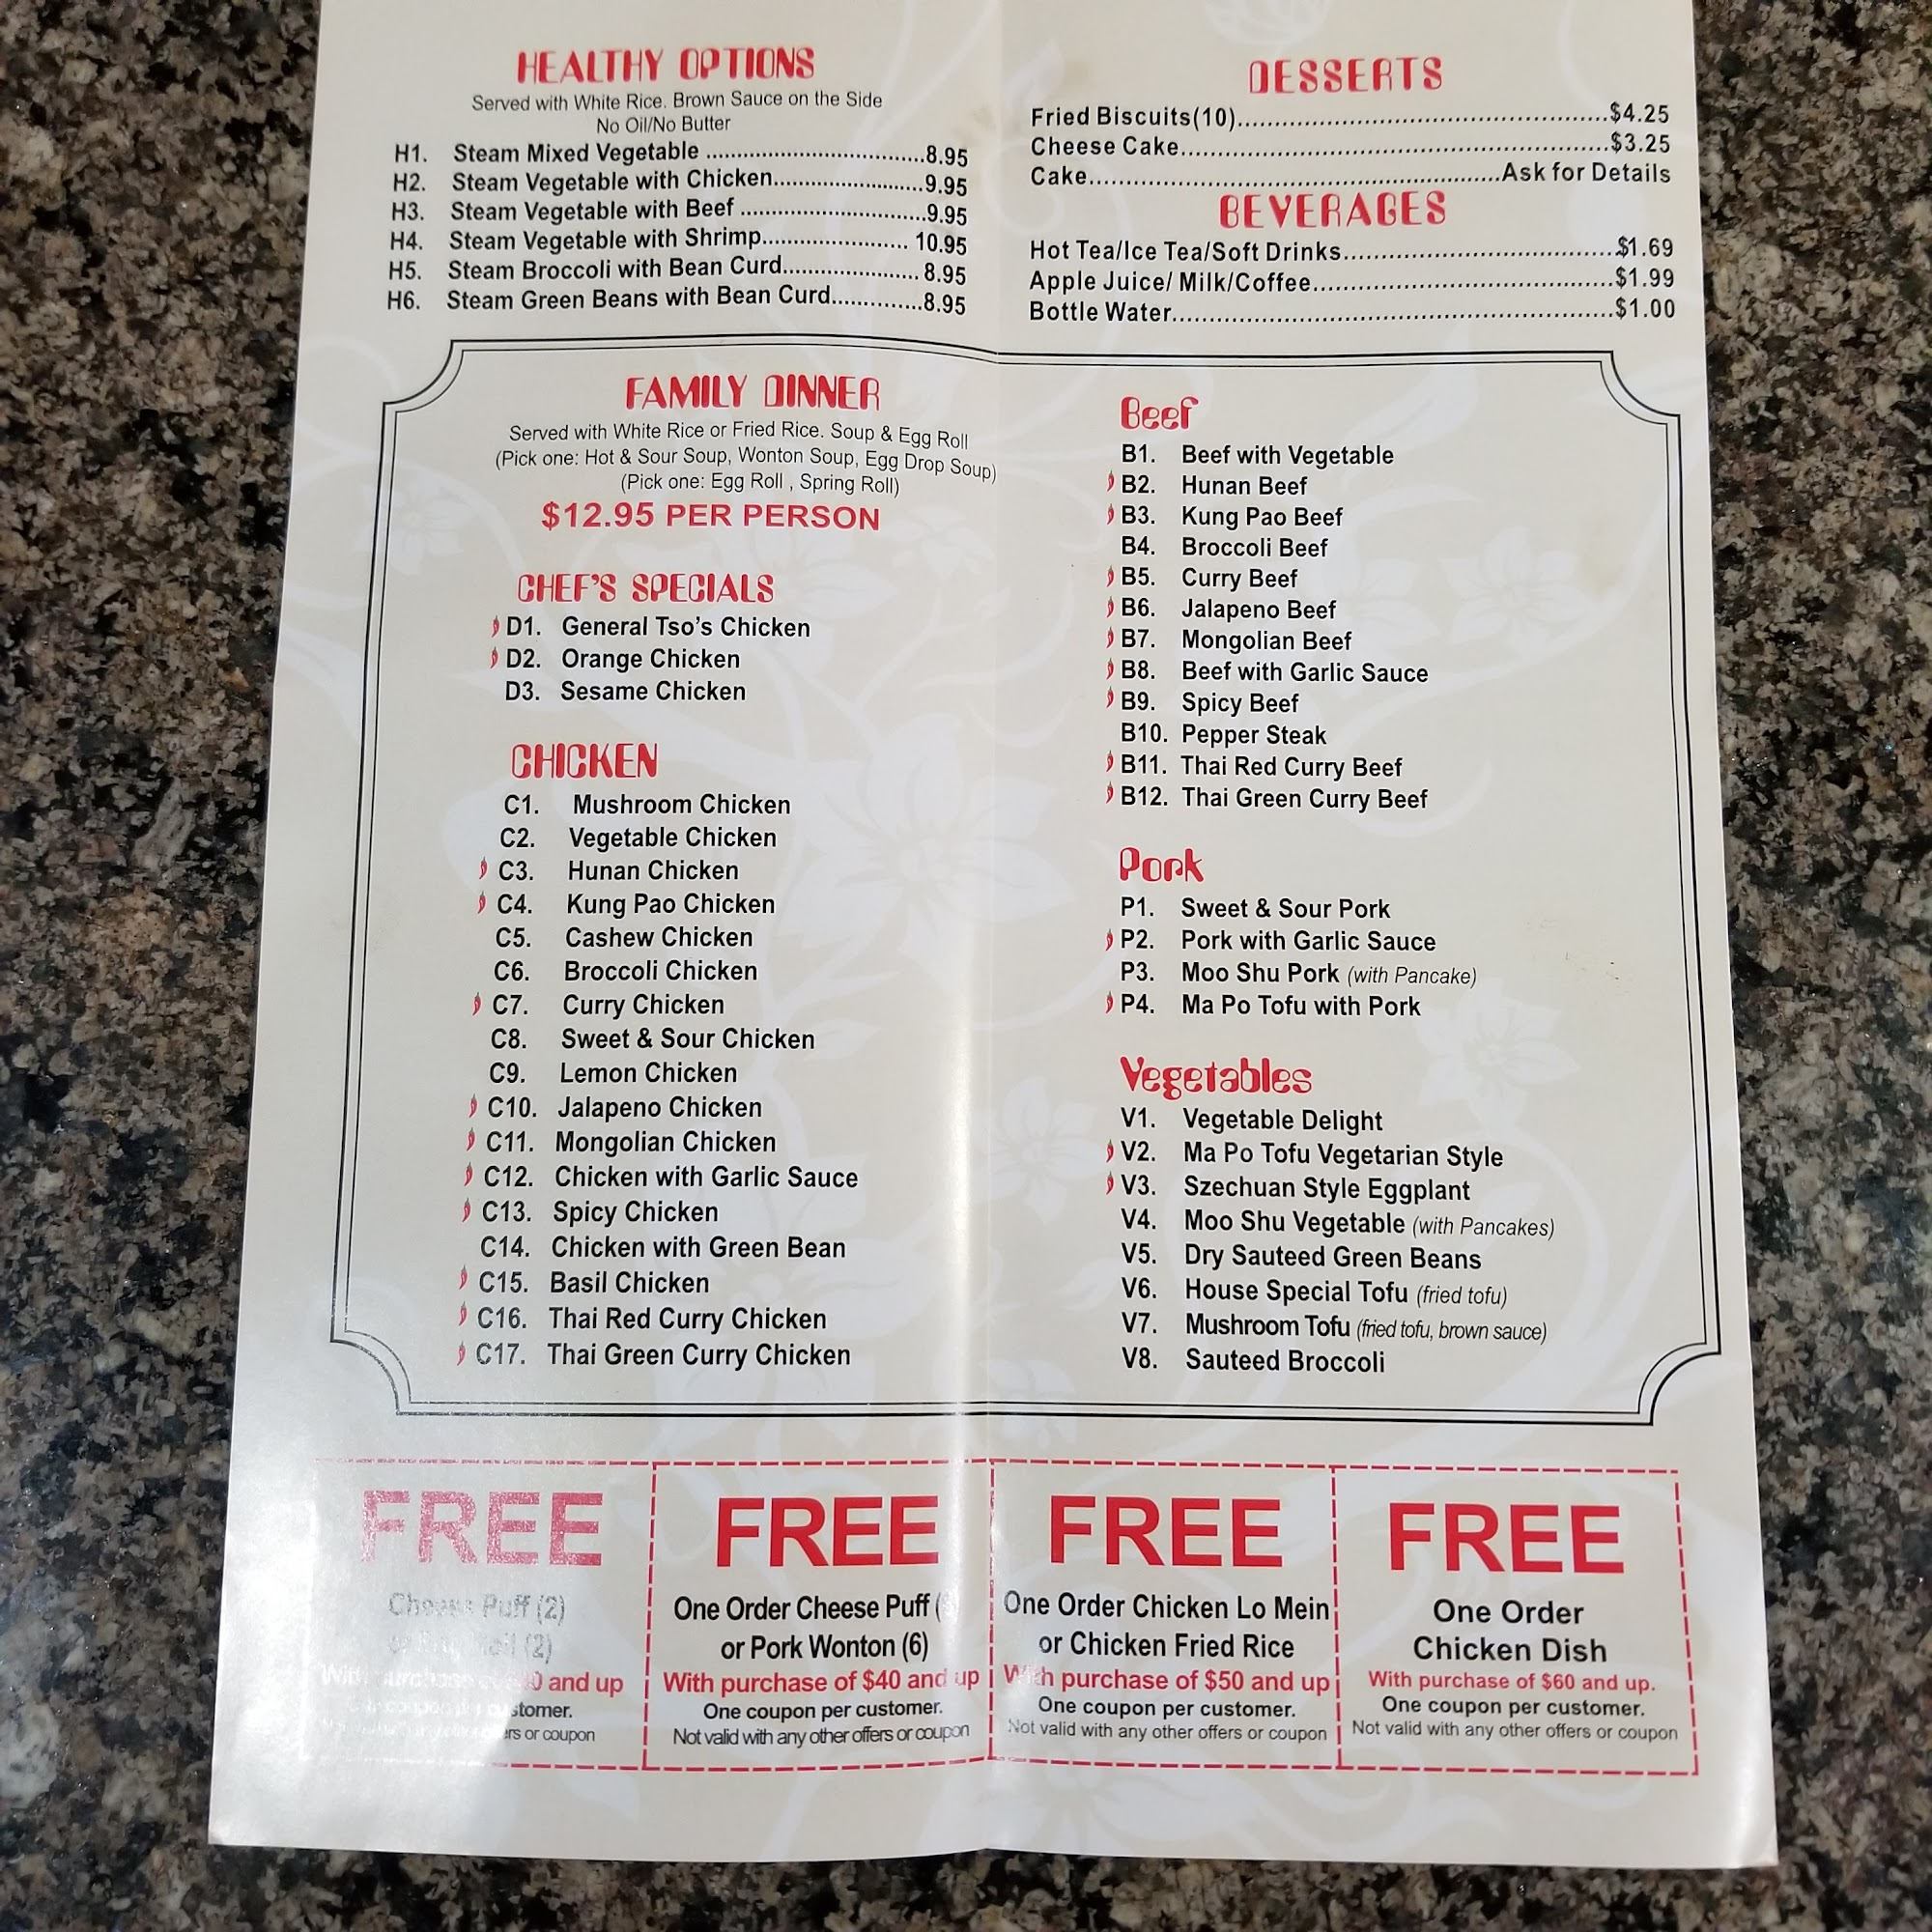 HEALTHY OPTIONS
Served with White Rice. Brown Sauce on the Side
No Oil/No Butter
H1. Steam Mixed Vegetable ................................8.95
H2. Steam Vegetable with Chicken........................9.95
H3. Steam Vegetable with Beef ..............................9.95
H4. Steam Vegetable with Shrimp....................... 10.95
H5. Steam Broccoli with Bean Curd..................... 8.95
H6. Steam Green Beans with Bean Curd..............8.95
DESSERTS
Fried Biscuits(10)..................................................$4.25
Cheese Cake..........................................................$3.25
Cake........................................................Ask for Details
BEVERAGES
Hot Tea/Ice Tea/Soft Drinks.....................................$1.69
Apple Juice/ Milk/Coffee.........................................$1.99
Bottle Water............................................................$1.00
FAMILY DINNER
Served with White Rice or Fried Rice. Soup & Egg Roll
(Pick one: Hot & Sour Soup, Wonton Soup, Egg Drop Soup)
(Pick one: Egg Roll , Spring Roll)
$12.95 PER PERSON
CHEF'S SPECIALS
D1. General Tso's Chicken
D2. Orange Chicken
D3. Sesame Chicken
CHICKEN
C1. Mushroom Chicken
C2. Vegetable Chicken
C3. Hunan Chicken
C4. Kung Pao Chicken
C5. Cashew Chicken
C6. Broccoli Chicken
C7. Curry Chicken
C8. Sweet & Sour Chicken
C9. Lemon Chicken
C10. Jalapeno Chicken
C11. Mongolian Chicken
C12. Chicken with Garlic Sauce
C13. Spicy Chicken
C14. Chicken with Green Bean
C15. Basil Chicken
C16. Thai Red Curry Chicken
C17. Thai Green Curry Chicken
Beef
B1. Beef with Vegetable
B2. Hunan Beef
B3. Kung Pao Beef
B4. Broccoli Beef
B5. Curry Beef
B6. Jalapeno Beef
B7. Mongolian Beef
B8. Beef with Garlic Sauce
B9. Spicy Beef
B10. Pepper Steak
B11. Thai Red Curry Beef
B12. Thai Green Curry Beef
Pork
P1. Sweet & Sour Pork
P2. Pork with Garlic Sauce
P3. Moo Shu Pork (with Pancake)
P4. Ma Po Tofu with Pork
Vegetables
V1. Vegetable Delight
V2. Ma Po Tofu Vegetarian Style
V3. Szechuan Style Eggplant
V4. Moo Shu Vegetable (with Pancakes)
V5. Dry Sauteed Green Beans
V6. House Special Tofu (fried tofu)
V7. Mushroom Tofu (fried tofu, brown sauce)
V8. Sauteed Broccoli
FREE
Cheese Puff (2)
or (2)
With purchase of and up
coupon customer.
or coupon
FREE
One Order Cheese Puff
or Pork Wonton (6)
With purchase of $40 and up
One coupon per customer.
Not valid with any other offers or coupon
FREE
One Order Chicken Lo Mein
or Chicken Fried Rice
With purchase of $50 and up
One coupon per customer.
Not valid with any other offers or coupon
FREE
One Order
Chicken Dish
With purchase of $60 and up.
One coupon per customer.
Not valid with any other offers or coupon